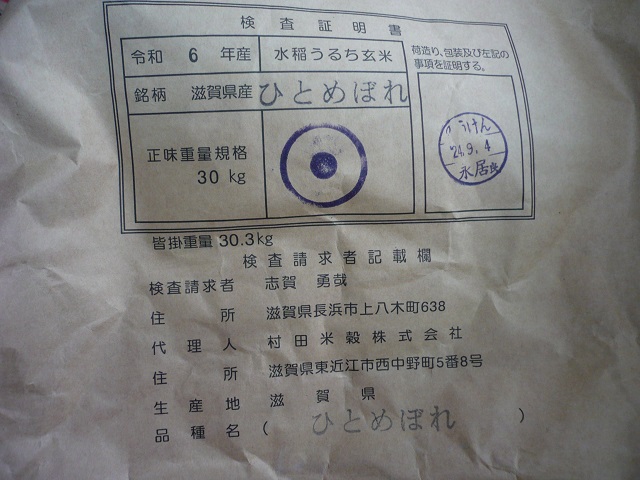 検査証明書
令和 6 年産 水稲うるち玄米
銘柄 滋賀県産 ひとめぼれ
正味重量規格
30 kg
荷造り、包装及び左記の
事項を証明する。
けん
'24.9.4
永居
皆掛重量 30.3kg
検査請求者記載欄
検査請求者 志賀 勇哉
住所 滋賀県長浜市上八木町638
代理人 村田米穀株式会社
住所 滋賀県東近江市西中野町5番8号
生産地 滋賀県
品種名 ( ひとめぼれ )